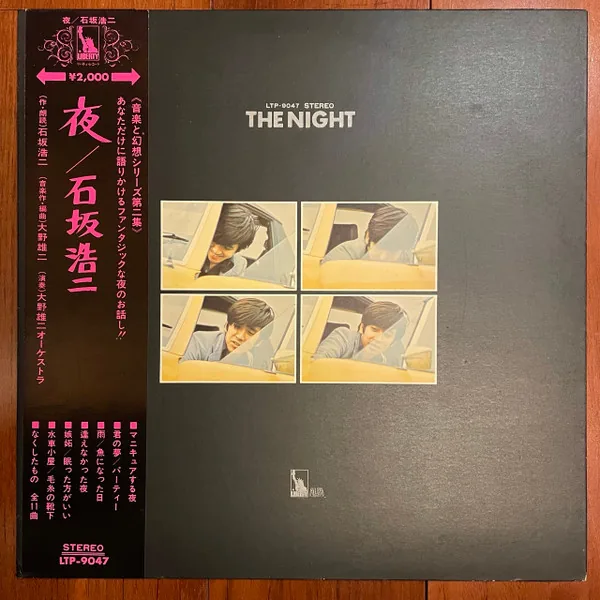 夜/石坂浩二
LIBERTY
¥2,000
夜/石坂浩二
《音楽と幻想シリーズ第二集》
あなただけに語りかけるファンタジックな夜のお話し!!
(作・朗読)石坂浩二 (音楽作・編曲)大野雄二 (演奏)大野雄二オーケストラ
マニキュアする夜
君の夢/パーティー
雨/魚になった日
逢えなかった夜
嫉妬/眠った方がいい
水車小屋/毛糸の靴下
なくしたもの 全11曲
STEREO
LTP-9047
LTP-9047 STEREO
THE NIGHT
LIBERTY